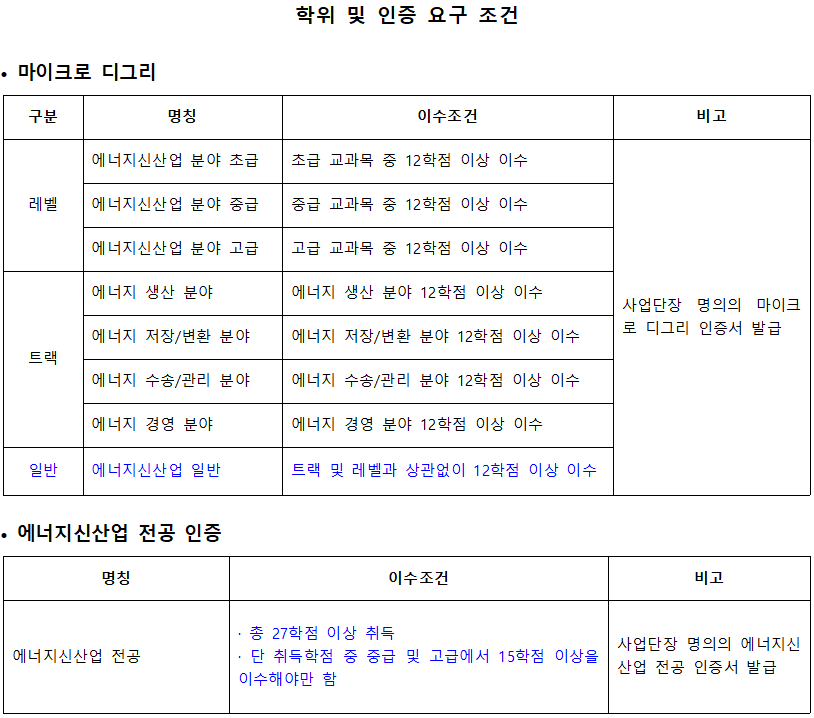 학위 및 인증 요구 조건
• 마이크로 디그리
구분 명칭 이수조건 비고
레벨
에너지신산업 분야 초급 초급 교과목 중 12학점 이상 이수
에너지신산업 분야 중급 중급 교과목 중 12학점 이상 이수
에너지신산업 분야 고급 고급 교과목 중 12학점 이상 이수
트랙
에너지 생산 분야 에너지 생산 분야 12학점 이상 이수
에너지 저장/변환 분야 에너지 저장/변환 분야 12학점 이상 이수
에너지 수송/관리 분야 에너지 수송/관리 분야 12학점 이상 이수
에너지 경영 분야 에너지 경영 분야 12학점 이상 이수
일반 에너지신산업 일반 트랙 및 레벨과 상관없이 12학점 이상 이수
사업단장 명의의 마이크
로 디그리 인증서 발급
• 에너지신산업 전공 인증
명칭 이수조건 비고
에너지신산업 전공
· 총 27학점 이상 취득
· 단 취득학점 중 중급 및 고급에서 15학점 이상을
이수해야만 함
사업단장 명의의 에너지신
산업 전공 인증서 발급